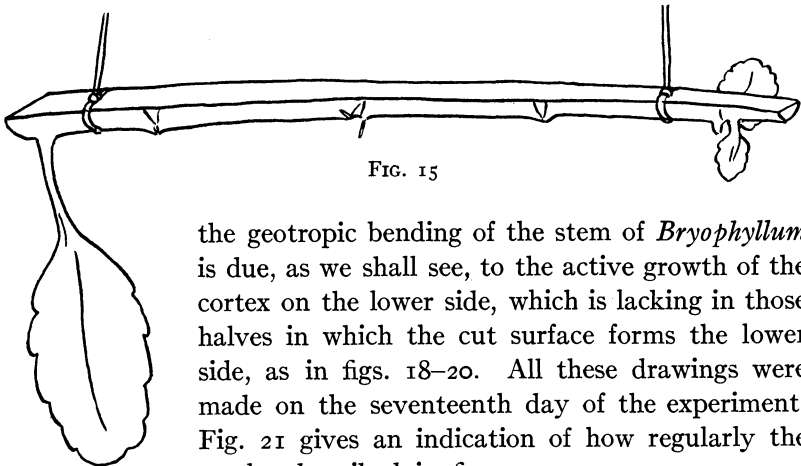 FIG. 15
the geotropic bending of the stem of Bryophyllum
is due, as we shall see, to the active growth of the
cortex on the lower side, which is lacking in those
halves in which the cut surface forms the lower
side, as in figs. 18–20. All these drawings were
made on the seventeenth day of the experiment
Fig. 21 gives an indication of how regularly the